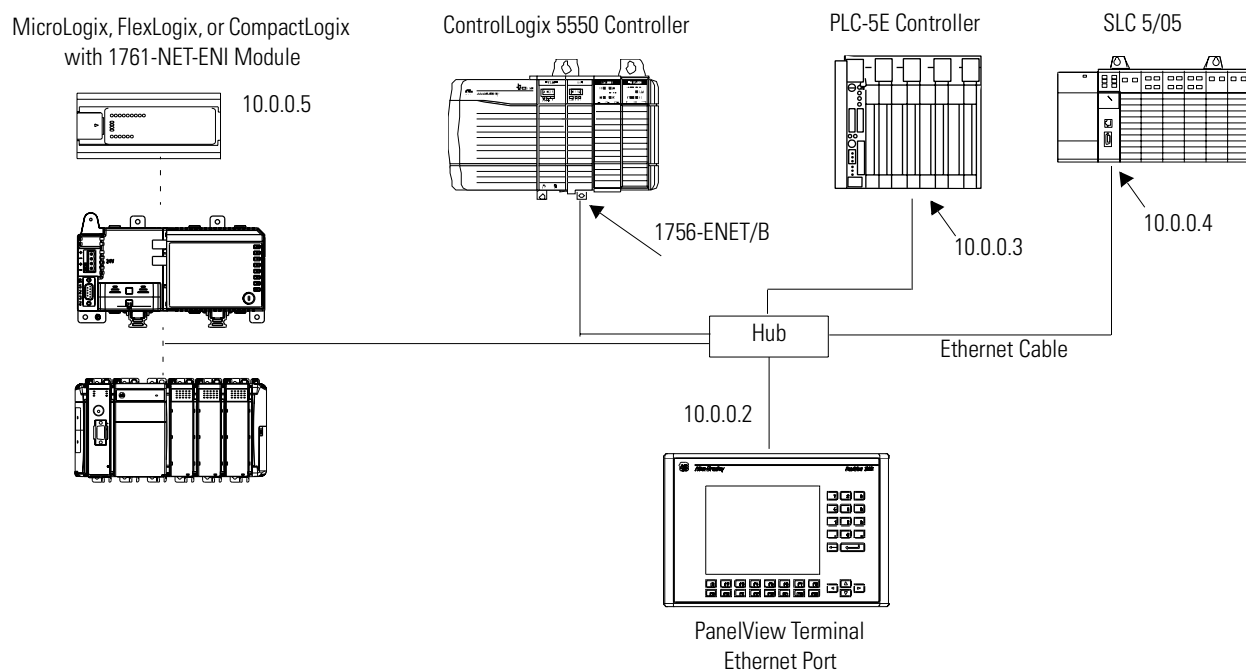 MicroLogix, FlexLogix, or CompactLogix
with 1761-NET-ENI Module
ControlLogix 5550 Controller
PLC-5E Controller
SLC 5/05
10.0.0.5
1756-ENET/B
10.0.0.3
10.0.0.4
Hub
Ethernet Cable
10.0.0.2
Allen-Bradley
PanelView Terminal
Ethernet Port